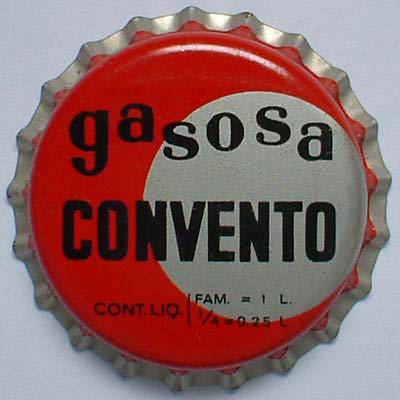 gasosa
CONVENTO
CONT. LIQ. FAM. = 1 L.
1/4 = 0.25 L.